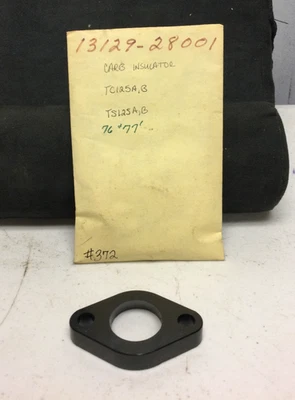 13129-28001
CARB INSULATOR
TC125A,B
TS125A,B
76 + 77'
#372